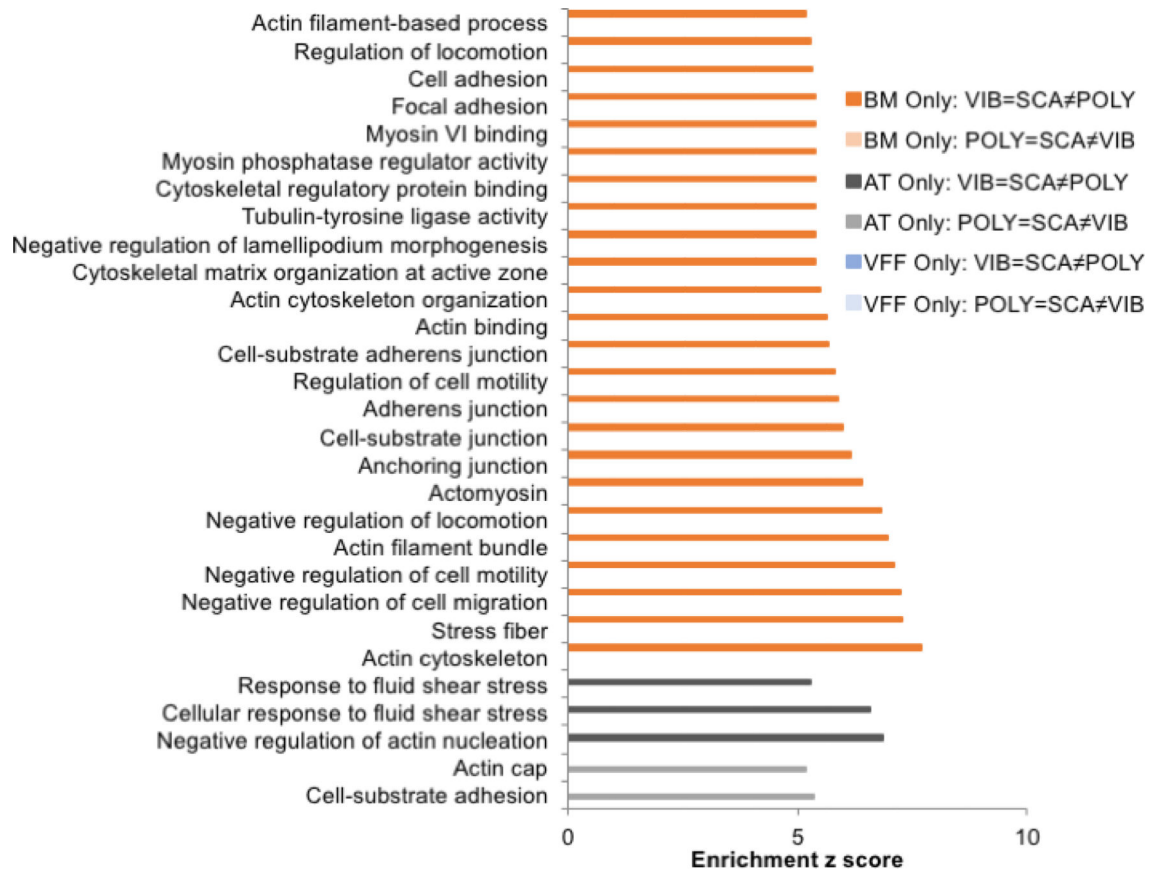 Actin filament-based process
Regulation of locomotion
Cell adhesion
Focal adhesion
Myosin VI binding
Myosin phosphatase regulator activity
Cytoskeletal regulatory protein binding
Tubulin-tyrosine ligase activity
Negative regulation of lamellipodium morphogenesis
Cytoskeletal matrix organization at active zone
Actin cytoskeleton organization
Actin binding
Cell-substrate adherens junction
Regulation of cell motility
Adherens junction
Cell-substrate junction
Anchoring junction
Actomyosin
Negative regulation of locomotion
Actin filament bundle
Negative regulation of cell motility
Negative regulation of cell migration
Stress fiber
Actin cytoskeleton
Response to fluid shear stress
Cellular response to fluid shear stress
Negative regulation of actin nucleation
Actin cap
Cell-substrate adhesion
BM Only: VIB=SCA≠POLY
BM Only: POLY=SCA≠VIB
AT Only: VIB=SCA≠POLY
AT Only: POLY=SCA≠VIB
VFF Only: VIB=SCA≠POLY
VFF Only: POLY=SCA≠VIB
0 5 10
Enrichment z score